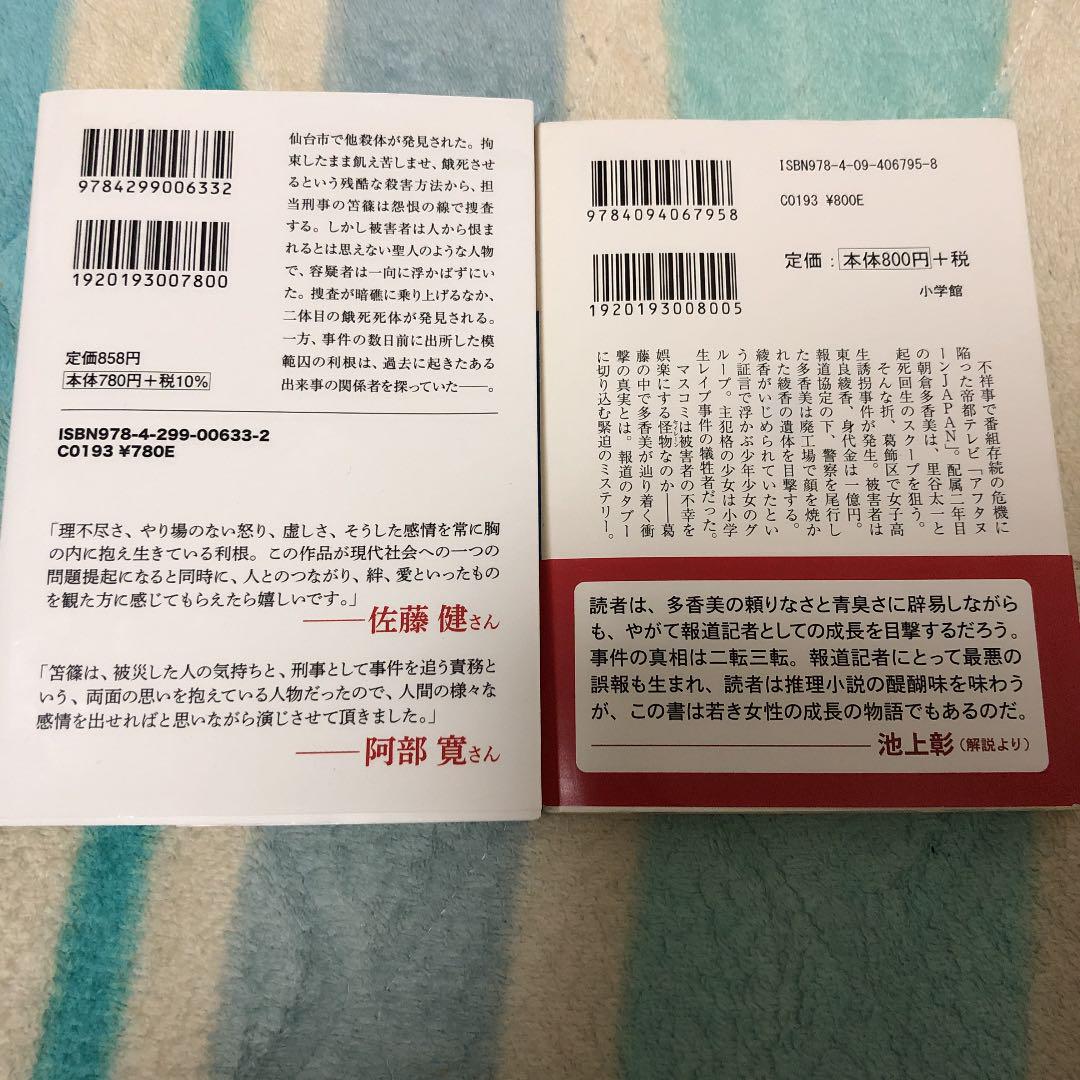 9784299006332
1920193007800
定価858円
本体780円+税10%
仙台市で他殺体が発見された。拘
束したまま飢え苦しませ、餓死させ
るという残酷な殺害方法から、担
当刑事の笘篠は怨恨の線で捜査
する。しかし被害者は人から恨ま
れるとは思えない聖人のような人物
で、容疑者は一向に浮かばずにい
た。捜査が暗礁に乗り上げるなか、
二体目の餓死死体が発見される。
一方、事件の数日前に出所した模
範囚の利根は、過去に起きたある
出来事の関係者を探っていた――。
ISBN978-4-299-00633-2
C0193 ¥780E
「理不尽さ、やり場のない怒り、虚しさ、そうした感情を常に胸
の内に抱え生きている利根。この作品が現代社会への一つの
問題提起になると同時に、人とのつながり、絆、愛といったもの
を観た方に感じてもらえたら嬉しいです。」
――佐藤 健さん
「笘篠は、被災した人の気持ちと、刑事として事件を追う責務と
いう、両面の思いを抱えている人物だったので、人間の様々な
感情を出せればと思いながら演じさせて頂きました。」
――阿部 寛さん
9784094067958
1920193008005
ISBN978-4-09-406795-8
C0193 ¥800E
定価：本体800円+税
小学館
不祥事で番組存続の危機に
陥った帝都テレビ「アフタヌ
ーンJAPAN」。配属二年目
の朝倉多香美は、里谷太一と
起死回生のスクープを狙う。
そんな折、葛飾区で女子高
生誘拐事件が発生。被害者は
東良綾香、身代金は一億円。
報道協定の下、警察を尾行し
た多香美は廃工場で顔を焼か
れた綾香の遺体を目撃する。
綾香がいじめられていたとい
う証言で浮かぶ少年少女のグ
ループ。主犯格の少女は小学
生レイプ事件の犠牲者だった。
マスコミは被害者の不幸を
娯楽にする怪物なのか――葛
藤の中で多香美が辿り着く衝
撃の真実とは。報道のタブー
に切り込む緊迫のミステリー。
読者は、多香美の頼りなさと青臭さに辟易しながら
も、やがて報道記者としての成長を目撃するだろう。
事件の真相は二転三転。報道記者にとって最悪の
誤報も生まれ、読者は推理小説の醍醐味を味わう
が、この書は若き女性の成長の物語でもあるのだ。
――池上彰(解説より)